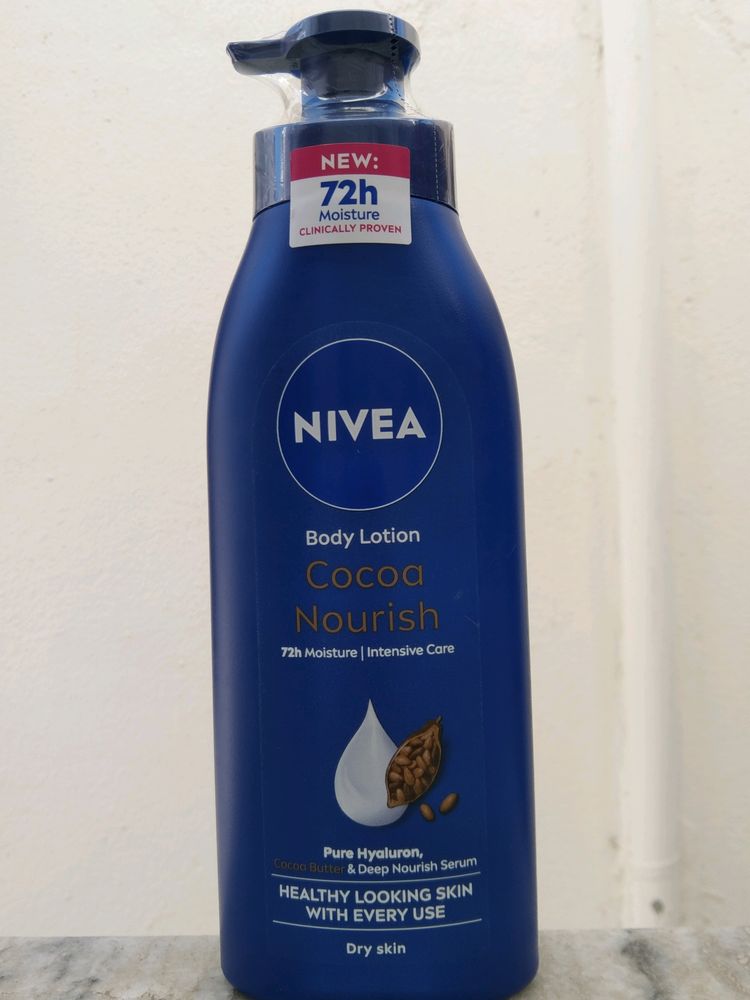 NEW:
72h
Moisture
CLINICALLY PROVEN
NIVEA
Body Lotion
Cocoa
Nourish
72h Moisture | Intensive Care
Pure Hyaluron,
Cocoa Butter & Deep Nourish Serum
HEALTHY LOOKING SKIN
WITH EVERY USE
Dry skin